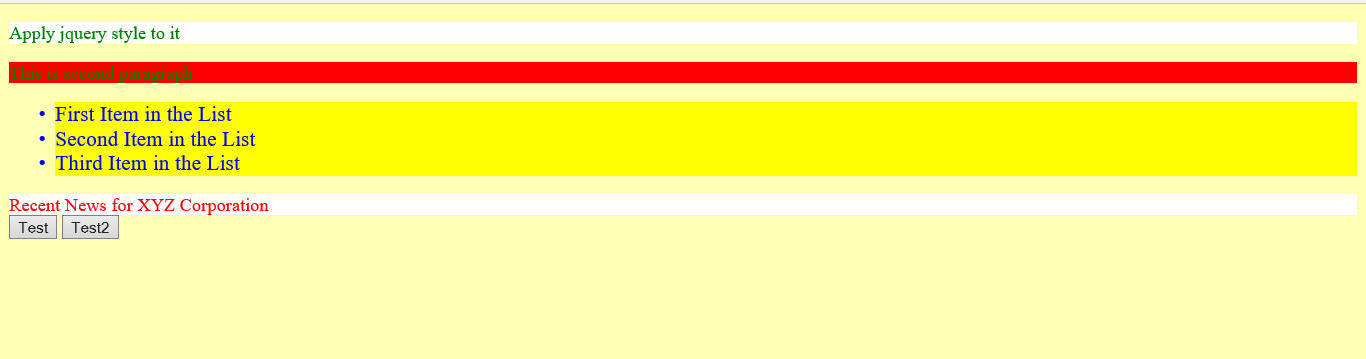 Apply jquery style to it
This is second paragraph
• First Item in the List
• Second Item in the List
• Third Item in the List
Recent News for XYZ Corporation
Test Test2